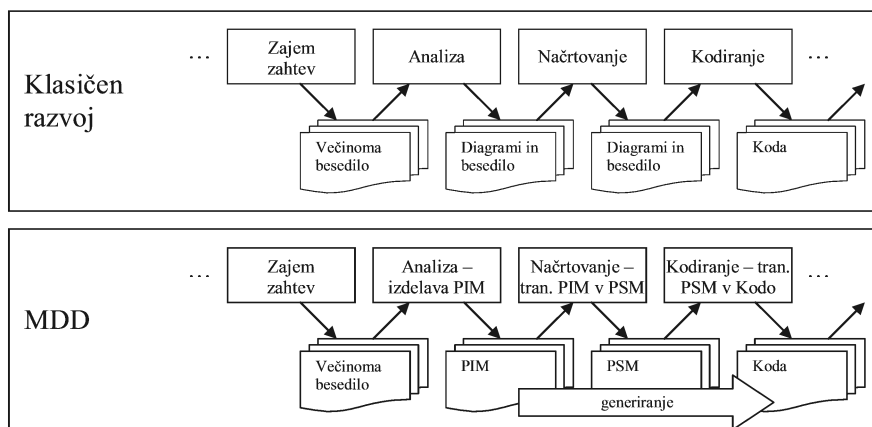 Klasičen
razvoj
…
Zajem
zahtev
Analiza
Načrtovanje
Kodiranje
…
Večinoma
besedilo
Diagrami in
besedilo
Diagrami in
besedilo
Koda
MDD
…
Zajem
zahtev
Analiza –
izdelava PIM
Načrtovanje –
tran. PIM v PSM
Kodiranje – tran.
PSM v Kodo
…
Večinoma
besedilo
PIM
PSM
Koda
generiranje